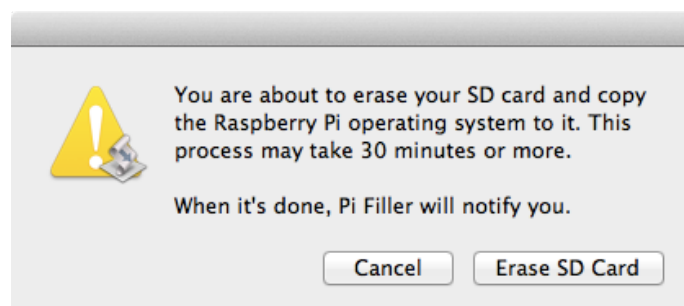 You are about to erase your SD card and copy
the Raspberry Pi operating system to it. This
process may take 30 minutes or more.
When it's done, Pi Filler will notify you.
Cancel
Erase SD Card